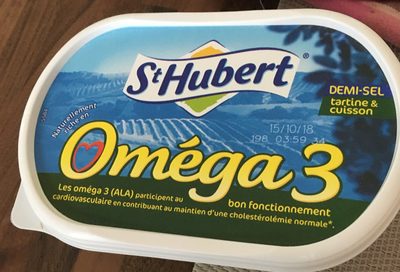 St Hubert®
DEMI-SEL
tartine &
cuisson
15/10/18
198 03:59
Naturellement
riche en
Oméga 3
Les oméga 3 (ALA) participent au bon fonctionnement
cardiovasculaire en contribuant au maintien d'une cholestérolémie normale*.